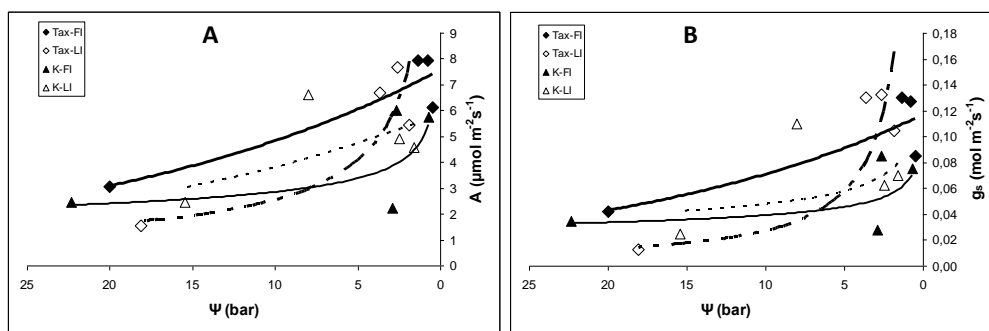 A
Tax-FI
Tax-LI
K-FI
K-LI
9
8
7
6
5
4
3
2
1
0
A (µmol m⁻²s⁻¹)
25 20 15 10 5 0
Ψ (bar)
B
Tax-FI
Tax-LI
K-FI
K-LI
0,18
0,16
0,14
0,12
0,10
0,08
0,06
0,04
0,02
0,00
gs (mol m⁻²s⁻¹)
25 20 15 10 5 0
Ψ (bar)